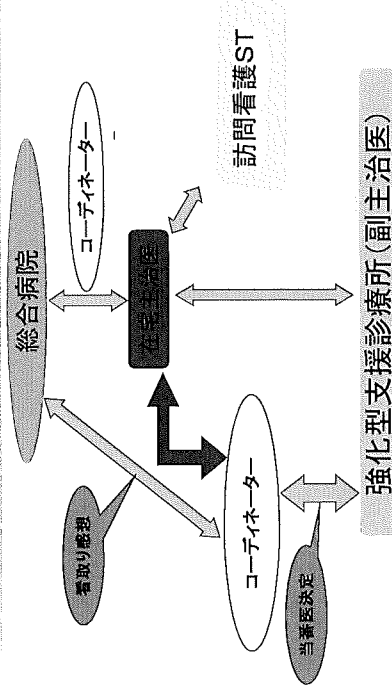 総合病院
コーディネーター
在宅主治医
訪問看護ST
看取り感想
コーディネーター
当番医決定
強化型支援診療所(副主治医)